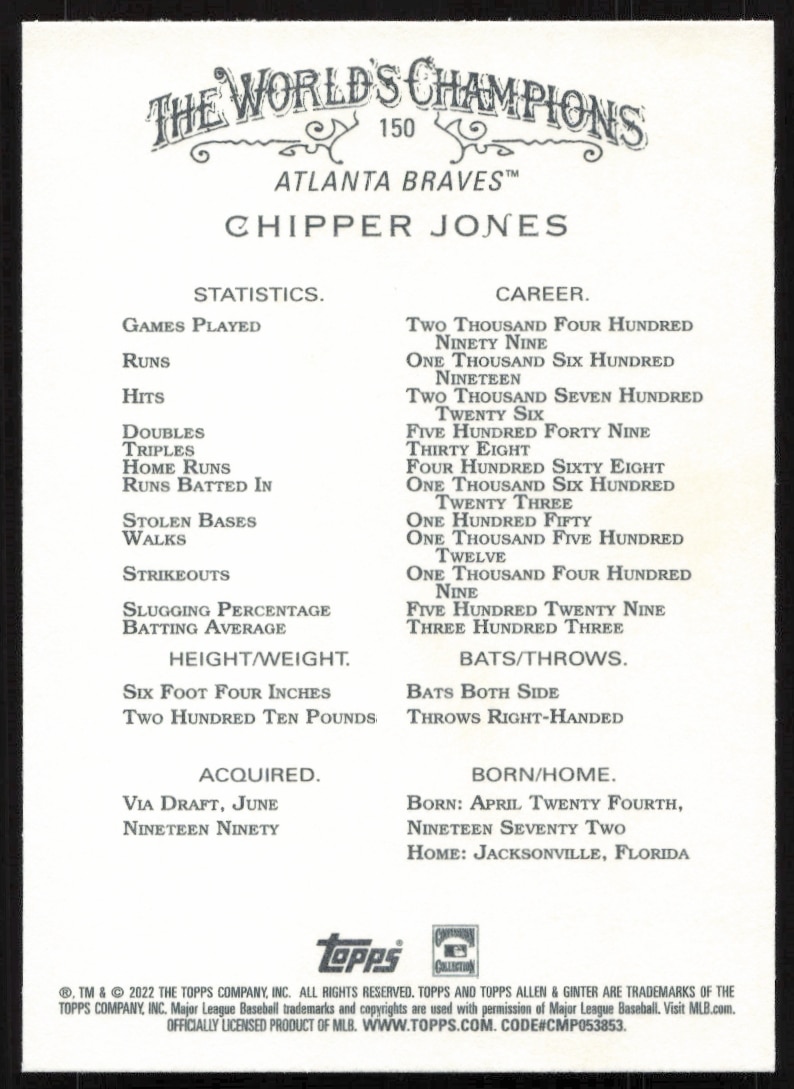 THE WORLD'S CHAMPIONS
150
ATLANTA BRAVES™
CHIPPER JONES
STATISTICS. CAREER.
GAMES PLAYED TWO THOUSAND FOUR HUNDRED
NINETY NINE
RUNS ONE THOUSAND SIX HUNDRED
NINETEEN
HITS TWO THOUSAND SEVEN HUNDRED
TWENTY SIX
DOUBLES FIVE HUNDRED FORTY NINE
TRIPLES THIRTY EIGHT
HOME RUNS FOUR HUNDRED SIXTY EIGHT
RUNS BATTED IN ONE THOUSAND SIX HUNDRED
TWENTY THREE
STOLEN BASES ONE HUNDRED FIFTY
WALKS ONE THOUSAND FIVE HUNDRED
TWELVE
STRIKEOUTS ONE THOUSAND FOUR HUNDRED
NINE
SLUGGING PERCENTAGE FIVE HUNDRED TWENTY NINE
BATTING AVERAGE THREE HUNDRED THREE
HEIGHT/WEIGHT. BATS/THROWS.
SIX FOOT FOUR INCHES BATS BOTH SIDE
TWO HUNDRED TEN POUNDS THROWS RIGHT-HANDED
ACQUIRED. BORN/HOME.
VIA DRAFT, JUNE BORN: APRIL TWENTY FOURTH,
NINETEEN NINETY NINETEEN SEVENTY TWO
HOME: JACKSONVILLE, FLORIDA
topps® COOPERSTOWN COLLECTION
®, TM & © 2022 THE TOPPS COMPANY, INC. ALL RIGHTS RESERVED. TOPPS AND TOPPS ALLEN & GINTER ARE TRADEMARKS OF THE
TOPPS COMPANY, INC. Major League Baseball trademarks and copyrights are used with permission of Major League Baseball. Visit MLB.com.
OFFICIALLY LICENSED PRODUCT OF MLB. WWW.TOPPS.COM. CODE#CMP053853.